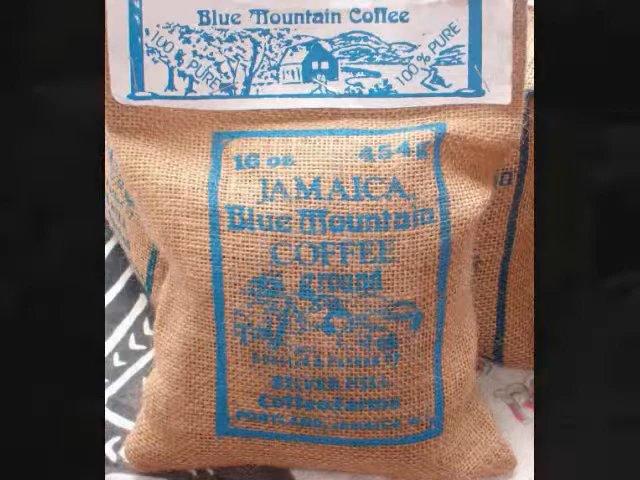 Blue Mountain Coffee
100% PURE
100% PURE
16 oz 454g
JAMAICA
Blue Mountain
COFFEE
ground
SILVER HILL
Coffee Farms
PORTLAND, JAMAICA W.I.